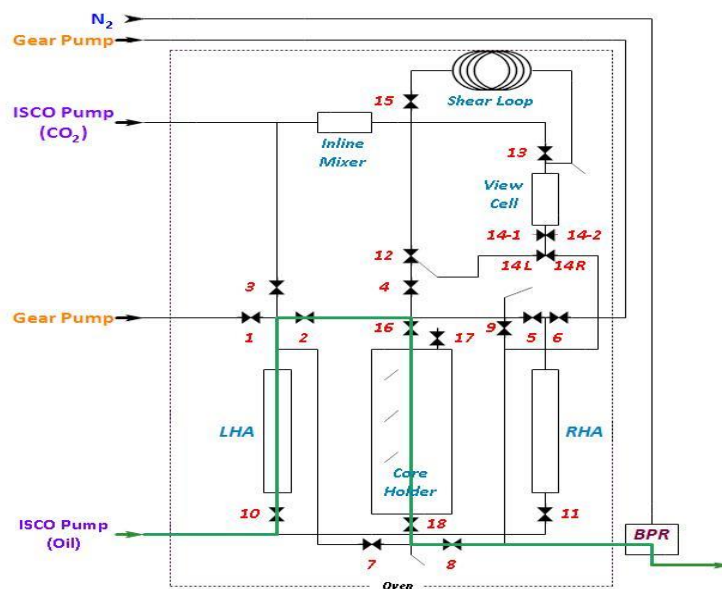 N2
Gear Pump
15
Shear Loop
ISCO Pump
(CO2)
Inline
Mixer
13
View
Cell
14-1
14-2
12
14L
14R
3
4
Gear Pump
1
2
16
17
9
5
6
LHA
RHA
Core
Holder
10
18
11
ISCO Pump
(Oil)
7
8
BPR
Oven